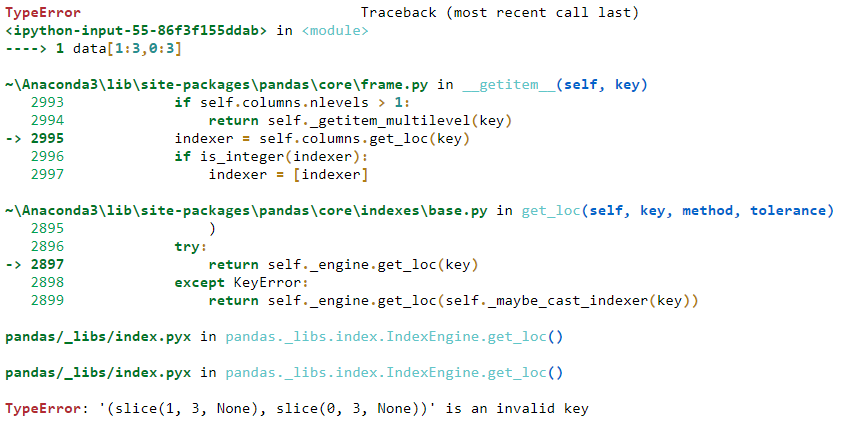 TypeError                                 Traceback (most recent call last)
<ipython-input-55-86f3f155ddab> in <module>
----> 1 data[1:3,0:3]
~\Anaconda3\lib\site-packages\pandas\core\frame.py in __getitem__(self, key)
   2993             if self.columns.nlevels > 1:
   2994                 return self._getitem_multilevel(key)
-> 2995             indexer = self.columns.get_loc(key)
   2996             if is_integer(indexer):
   2997                 indexer = [indexer]
~\Anaconda3\lib\site-packages\pandas\core\indexes\base.py in get_loc(self, key, method, tolerance)
   2895                 )
   2896             try:
-> 2897                 return self._engine.get_loc(key)
   2898             except KeyError:
   2899                 return self._engine.get_loc(self._maybe_cast_indexer(key))
pandas/_libs/index.pyx in pandas._libs.index.IndexEngine.get_loc()
pandas/_libs/index.pyx in pandas._libs.index.IndexEngine.get_loc()
TypeError: '(slice(1, 3, None), slice(0, 3, None))' is an invalid key